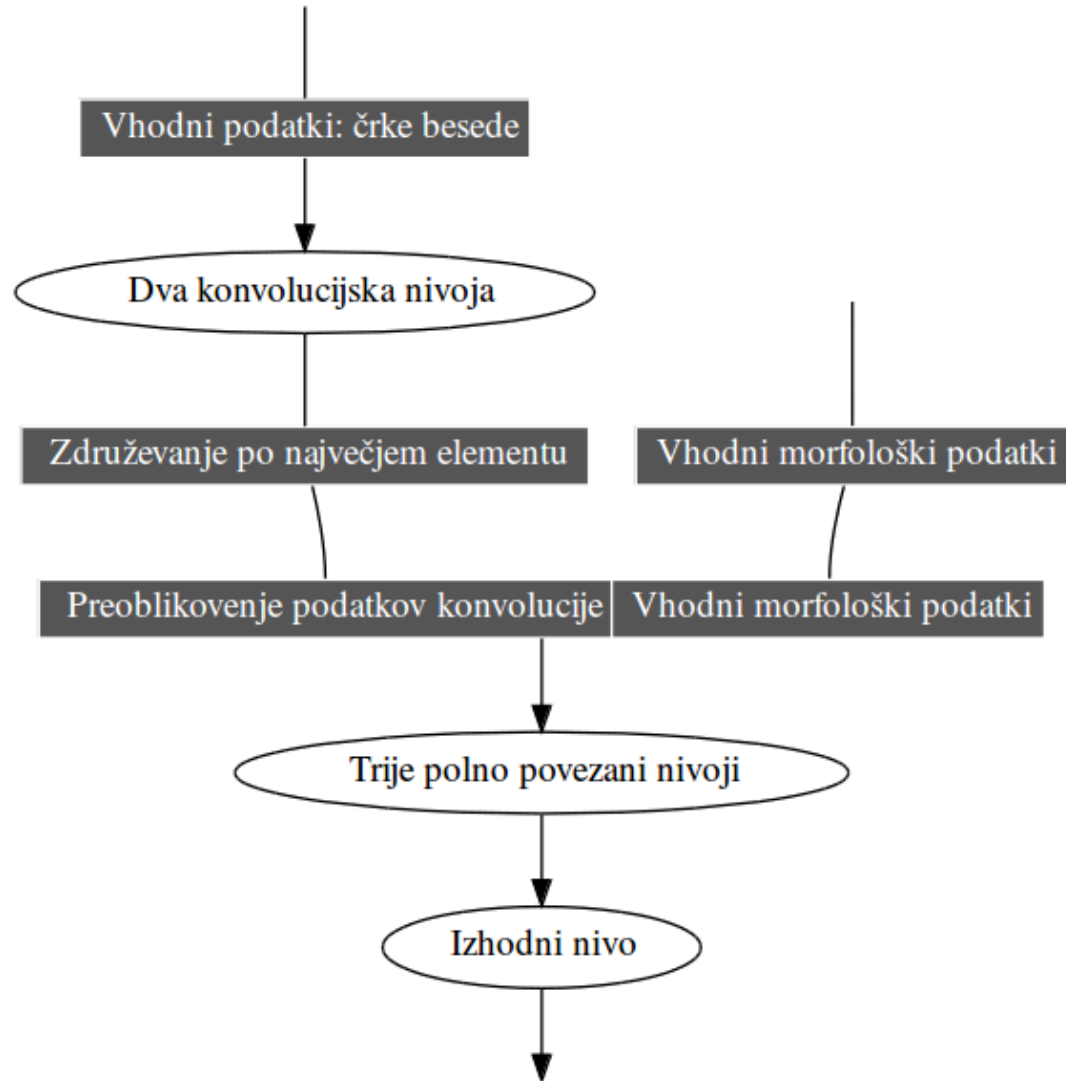 Vhodni podatki: črke besede
Dva konvolucijska nivoja
Združevanje po največjem elementu
Vhodni morfološki podatki
Preoblikovenje podatkov konvolucije
Vhodni morfološki podatki
Trije polno povezani nivoji
Izhodni nivo